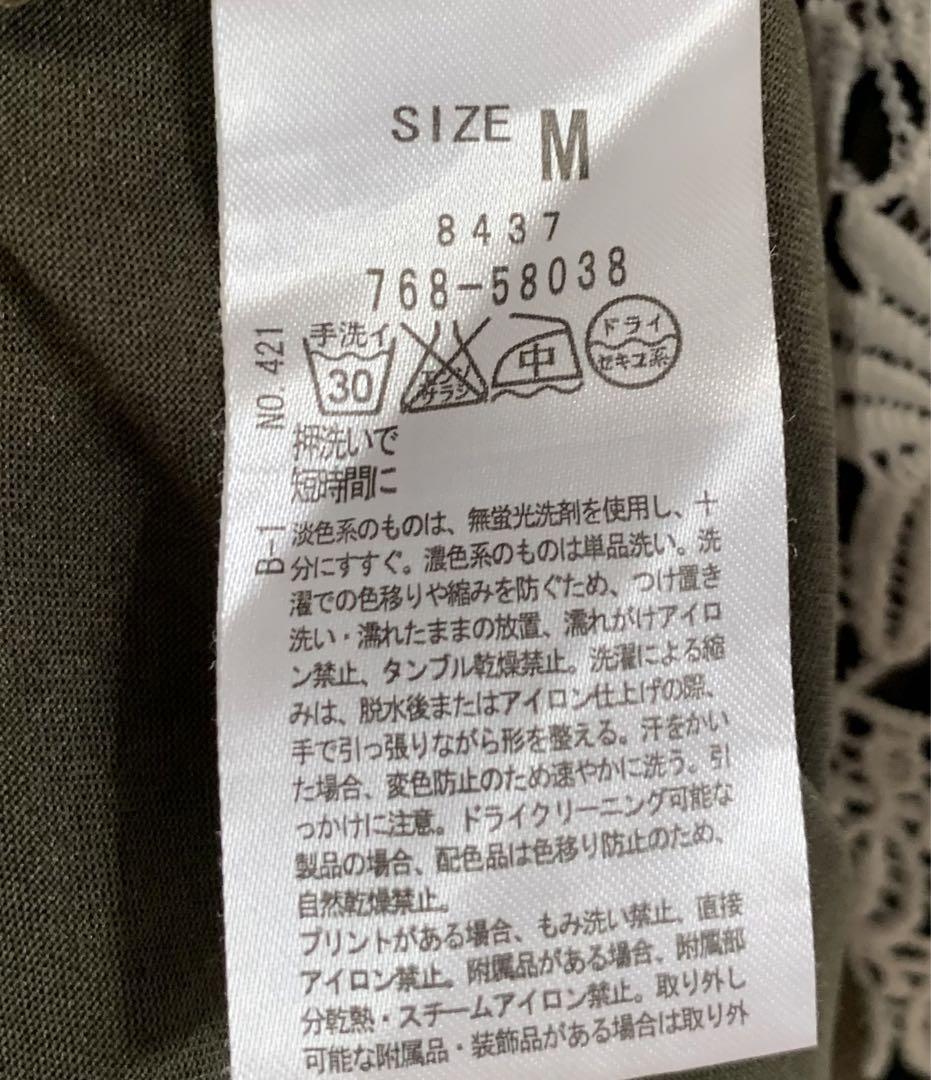 SIZE M
8437
768-58038
手洗イ
30
エンソ
サラシ
中
ドライ
セキユ系
NO.421
押洗いで
短時間に
B-1
淡色系のものは、無蛍光洗剤を使用し、十
分にすすぐ。濃色系のものは単品洗い。洗
濯での色移りや縮みを防ぐため、つけ置き
洗い・濡れたままの放置、濡れがけアイロ
ン禁止、タンブル乾燥禁止。洗濯による縮
みは、脱水後またはアイロン仕上げの際、
手で引っ張りながら形を整える。汗をかい
た場合、変色防止のため速やかに洗う。引
っかけに注意。ドライクリーニング可能な
製品の場合、配色品は色移り防止のため、
自然乾燥禁止。
プリントがある場合、もみ洗い禁止、直接
アイロン禁止。附属品がある場合、附属部
分乾熱・スチームアイロン禁止。取り外し
可能な附属品・装飾品がある場合は取り外